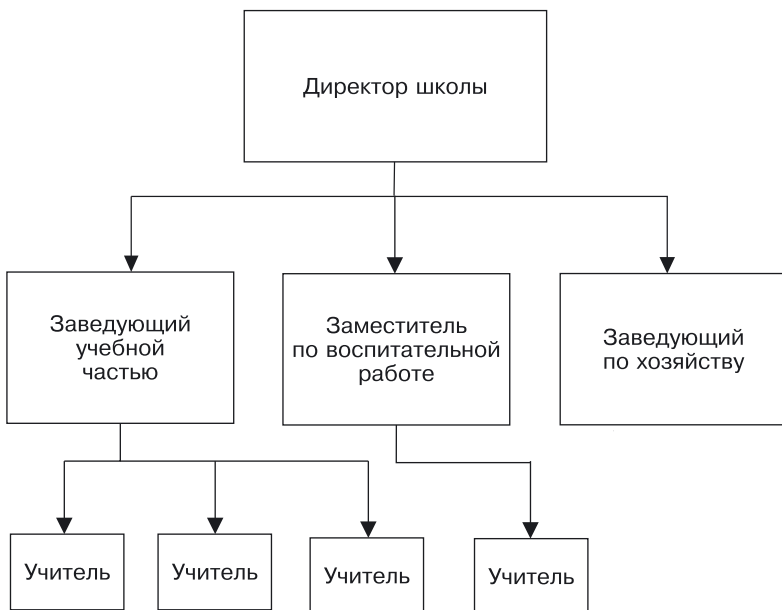 Директор школы
Заведующий
учебной
частью
Заместитель
по воспитательной
работе
Заведующий
по хозяйству
Учитель
Учитель
Учитель
Учитель